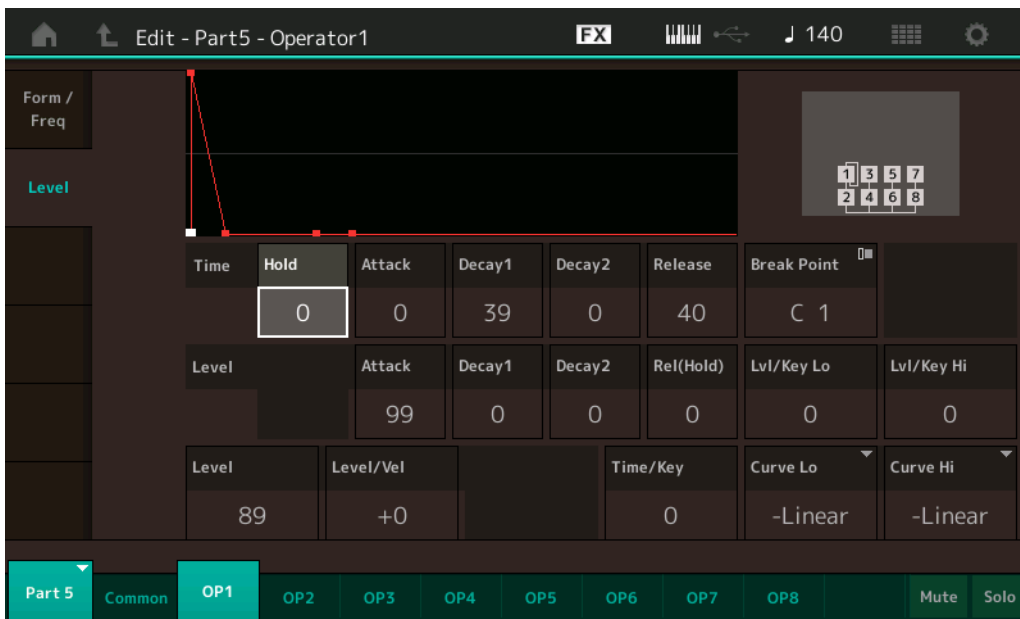 Edit - Part5 - Operator1
FX
♩ 140
Form /
Freq
Level
1 3 5 7
2 4 6 8
Time Hold Attack Decay1 Decay2 Release Break Point
0 0 39 0 40 C 1
Level Attack Decay1 Decay2 Rel(Hold) Lvl/Key Lo Lvl/Key Hi
99 0 0 0 0 0
Level Level/Vel Time/Key Curve Lo Curve Hi
89 +0 0 -Linear -Linear
Part 5 Common OP1 OP2 OP3 OP4 OP5 OP6 OP7 OP8 Mute Solo